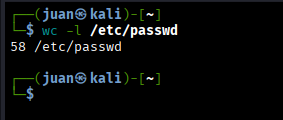 ┌──(juan㉿kali)-[~]
└─$ wc -l /etc/passwd
58 /etc/passwd
┌──(juan㉿kali)-[~]
└─$